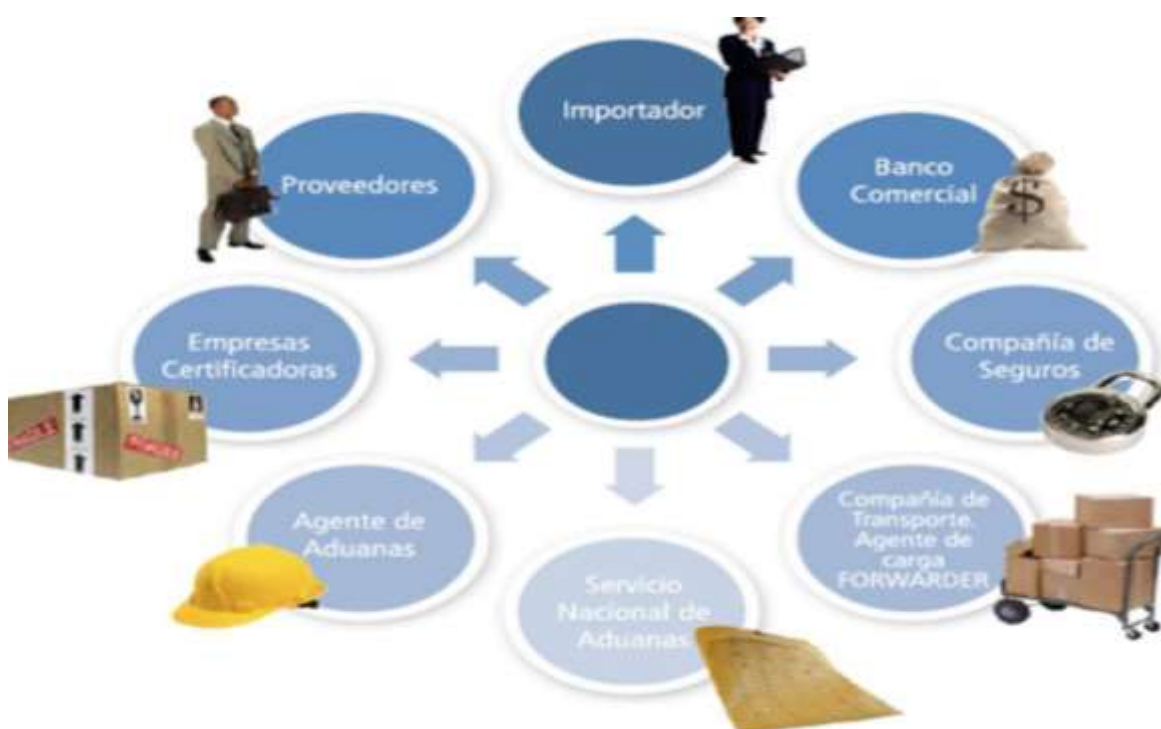 Importador
Proveedores
Banco
Comercial
Empresas
Certificadoras
Compañía de
Seguros
Agente de
Aduanas
Compañía de
Transporte.
Agente de
carga
FORWARDER
Servicio
Nacional de
Aduanas
$